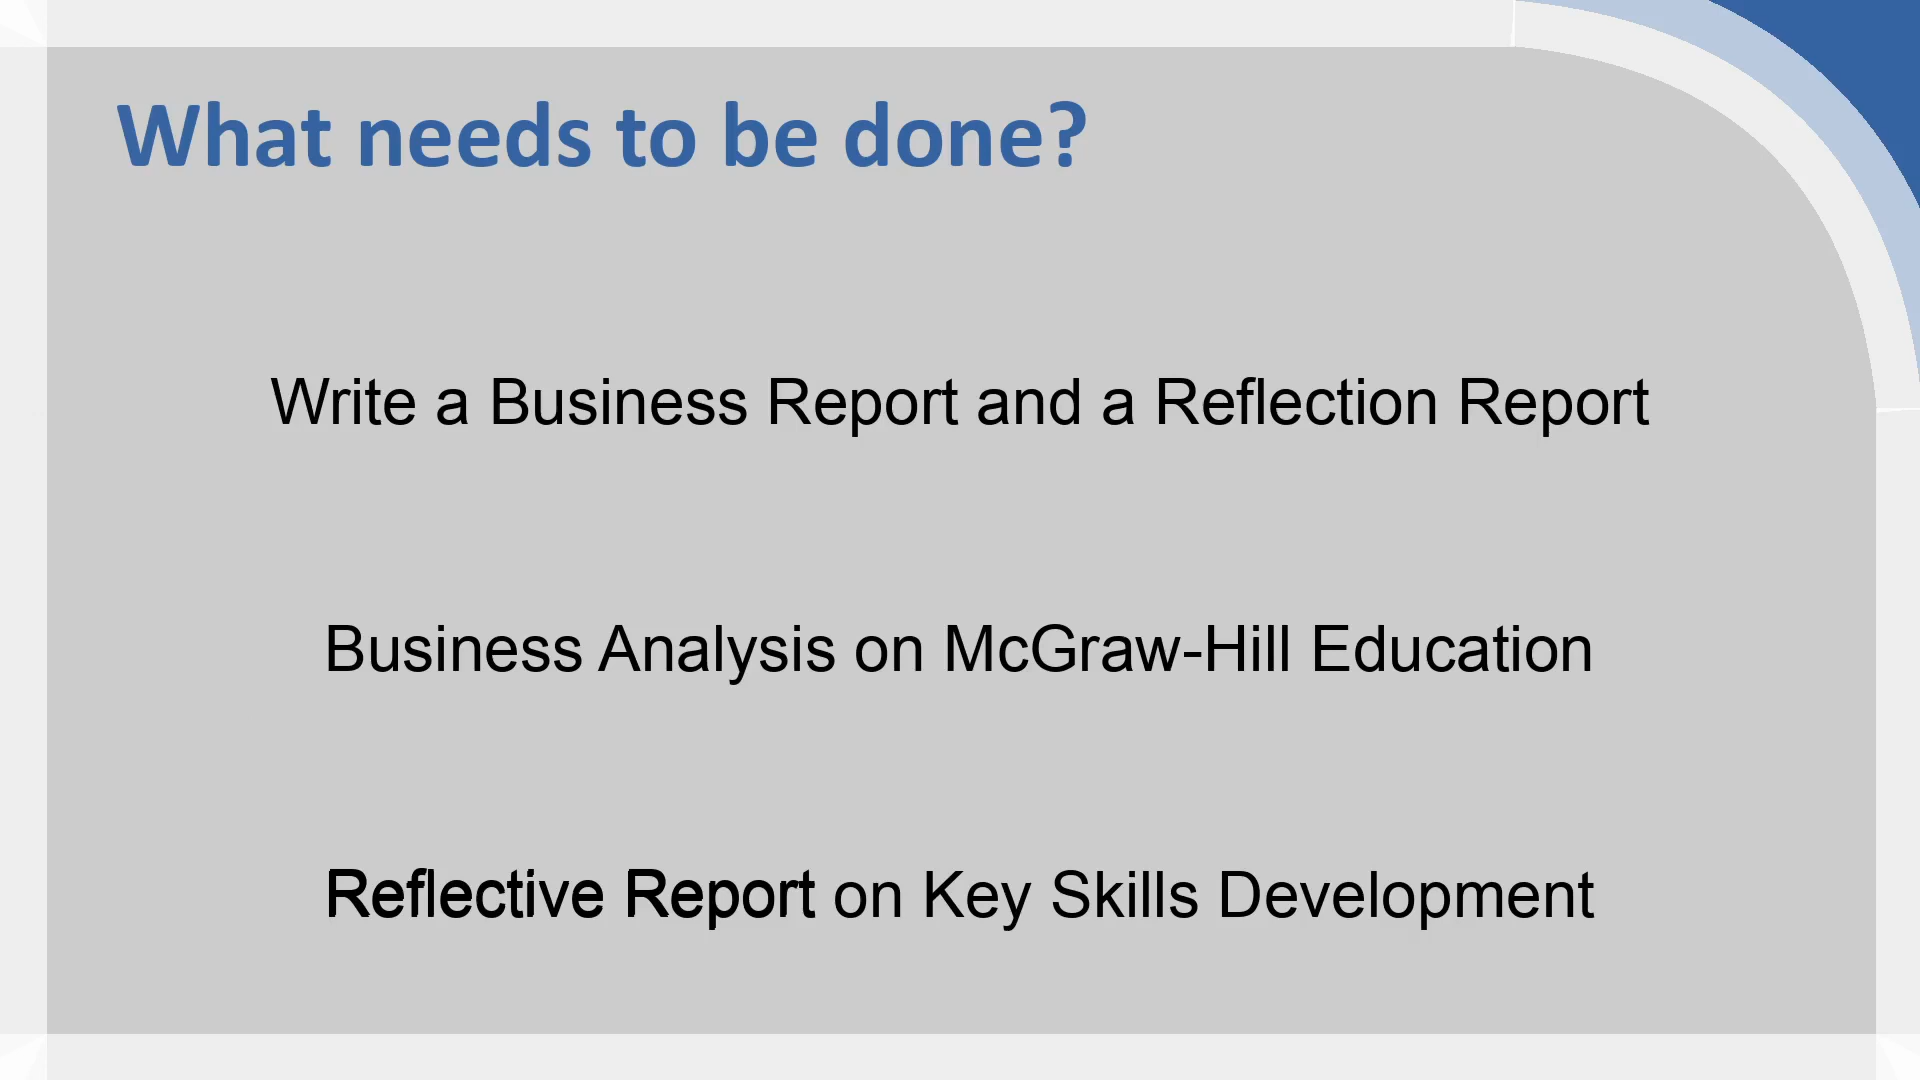 What needs to be done?
Write a Business Report and a Reflection Report
Business Analysis on McGraw-Hill Education
Reflective Report on Key Skills Development